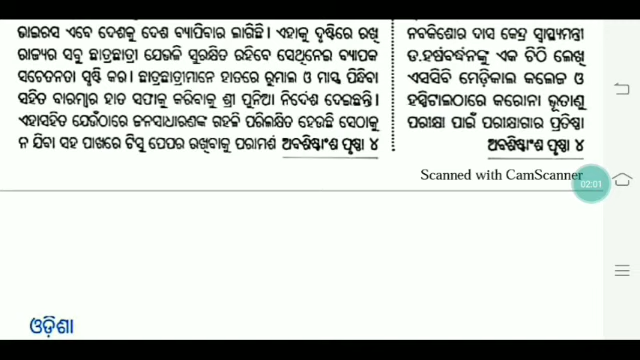 ଭାଇରସ ଏବେ ଦେଶକୁ ଦେଶ ବ୍ୟାପିବାର ଲାଗିଛି। ଏହାକୁ ଦୃଷ୍ଟିରେ ରଖି
ରାଜ୍ୟର ସବୁ ଛାତ୍ରଛାତ୍ରୀ ଯେଭଳି ସୁରକ୍ଷିତ ରହିବେ ସେଥିନେଇ ବ୍ୟାପକ
ସଚେତନତା ସୃଷ୍ଟି କର। ଛାତ୍ରଛାତ୍ରୀମାନେ ହାତରେ ରୁମାଲ ଓ ମାସ୍କ ପିନ୍ଧିବା
ସହିତ ବାରମ୍ବାର ହାତ ସଫାକୁ କରିବାକୁ ଶ୍ରୀ ପୁନିଆ ନିର୍ଦେଶ ଦେଇଛନ୍ତି।
ଏହାସହିତ ଯେଉଁଠାରେ ଜନସାଧାରଣଙ୍କ ଗହଳି ପରିଲକ୍ଷିତ ହେଉଛି ସେଠାକୁ
ନ ଯିବା ସହ ପାଖରେ ଟିସୁ ପେପର ରଖିବାକୁ ପରାମର୍ଶ ଅବଶିଷ୍ଟାଂଶ ପୃଷ୍ଠା ୪
ନବକିଶୋର ଦାସ କେନ୍ଦ୍ର ସ୍ୱାସ୍ଥ୍ୟମନ୍ତ୍ରୀ
ଡ.ହର୍ଷବର୍ଦ୍ଧନଙ୍କୁ ଏକ ଚିଠି ଲେଖି
ଏସସିବି ମେଡ଼ିକାଲ କଲେଜ ଓ
ହସ୍ପିଟାଲଠାରେ କରୋନା ଭୂତାଣୁ
ପରୀକ୍ଷା ପାଇଁ ପରୀକ୍ଷାଗାର ପ୍ରତିଷ୍ଠା
ଅବଶିଷ୍ଟାଂଶ ପୃଷ୍ଠା ୪
Scanned with CamScanner
02:01
ଓଡ଼ିଶା